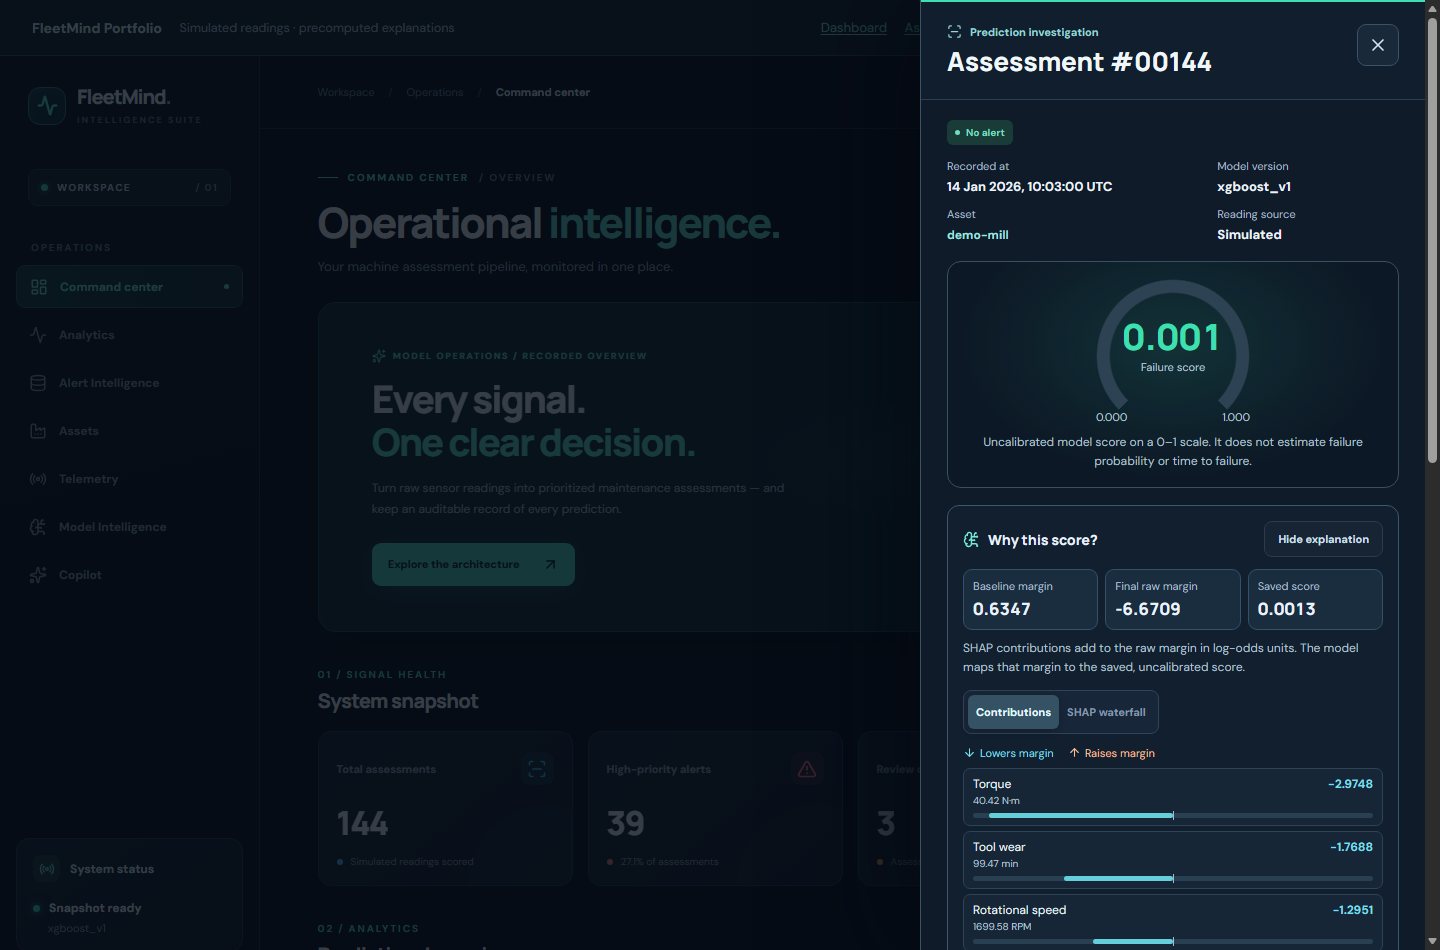 FleetMind Portfolio
Simulated readings · precomputed explanations
Dashboard
As
FleetMind.
INTELLIGENCE SUITE
WORKSPACE / 01
OPERATIONS
Command center
Analytics
Alert Intelligence
Assets
Telemetry
Model Intelligence
Copilot
System status
Snapshot ready
xgboost_v1
Workspace / Operations / Command center
COMMAND CENTER / OVERVIEW
Operational intelligence.
Your machine assessment pipeline, monitored in one place.
MODEL OPERATIONS / RECORDED OVERVIEW
Every signal.
One clear decision.
Turn raw sensor readings into prioritized maintenance assessments — and
keep an auditable record of every prediction.
Explore the architecture
01 / SIGNAL HEALTH
System snapshot
Total assessments
144
Simulated readings scored
High-priority alerts
39
27.1% of assessments
Review
3
Assess
02 / ANALYTICS
Prediction investigation
Assessment #00144
No alert
Recorded at
14 Jan 2026, 10:03:00 UTC
Model version
xgboost_v1
Asset
demo-mill
Reading source
Simulated
0.001
Failure score
0.000
1.000
Uncalibrated model score on a 0–1 scale. It does not estimate failure
probability or time to failure.
Why this score?
Hide explanation
Baseline margin
0.6347
Final raw margin
-6.6709
Saved score
0.0013
SHAP contributions add to the raw margin in log-odds units. The model
maps that margin to the saved, uncalibrated score.
Contributions
SHAP waterfall
↓ Lowers margin
↑ Raises margin
Torque
-2.9748
40.42 N·m
Tool wear
-1.7688
99.47 min
Rotational speed
-1.2951
1699.58 RPM